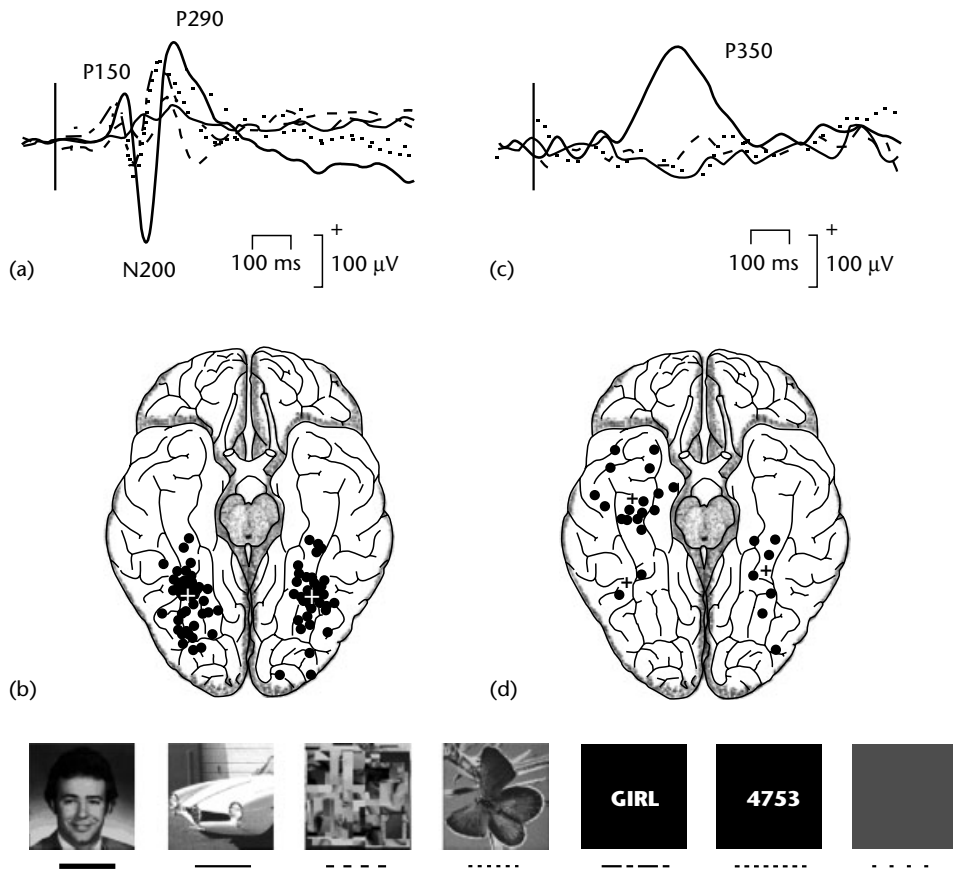 P290
P150
P350
N200
+
100 ms
100 μV
(a)
+
100 ms
100 μV
(c)
(b)
(d)
GIRL
4753